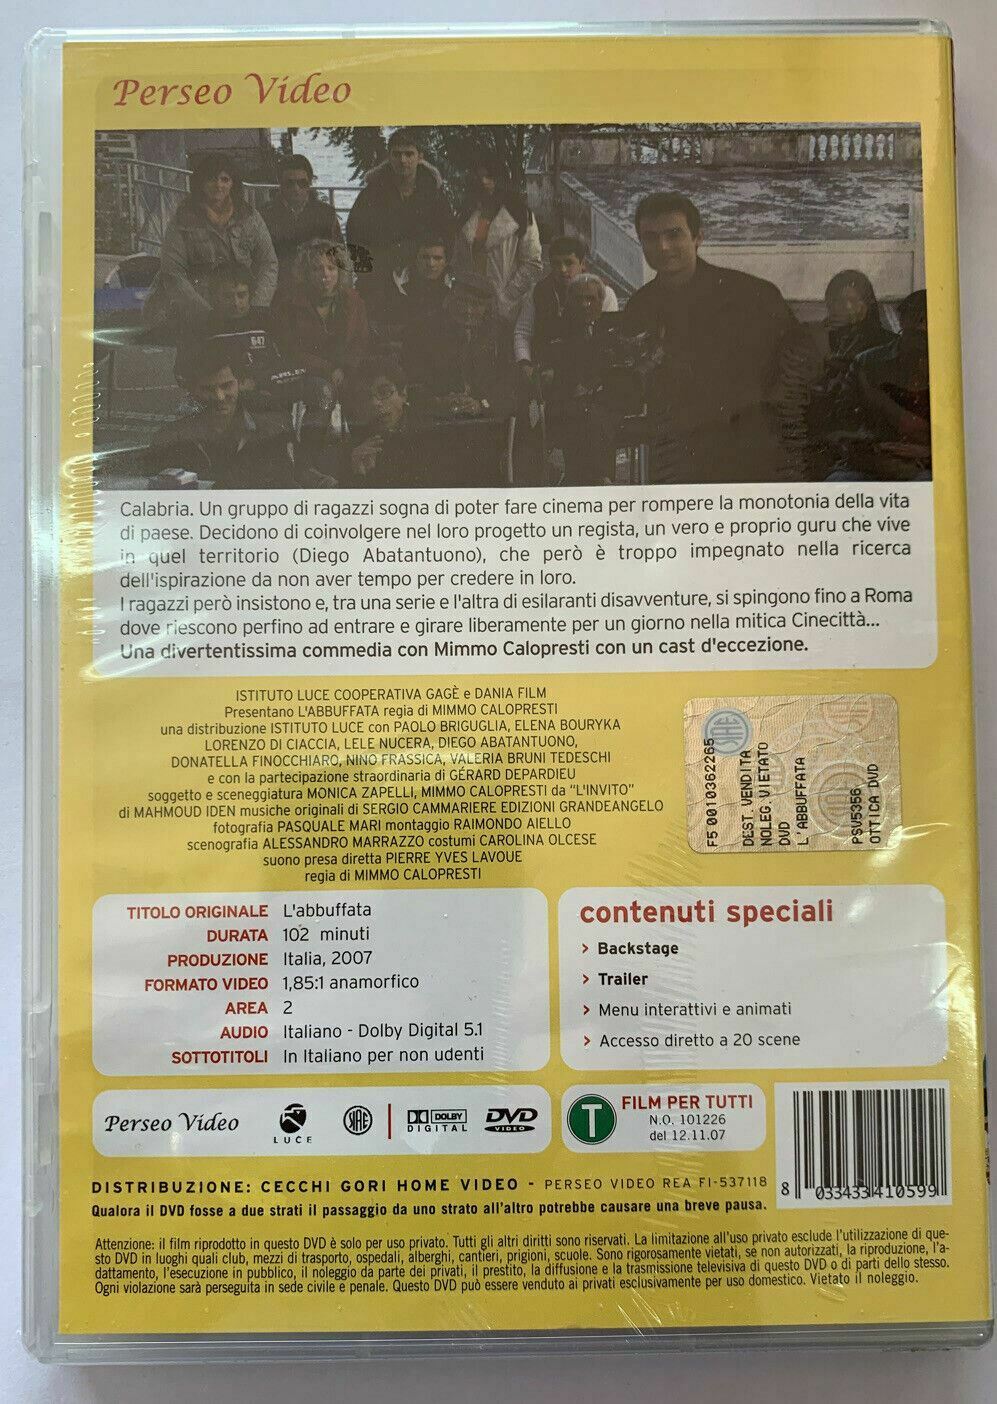 Perseo Video
647
Calabria. Un gruppo di ragazzi sogna di poter fare cinema per rompere la monotonia della vita
di paese. Decidono di coinvolgere nel loro progetto un regista, un vero e proprio guru che vive
in quel territorio (Diego Abatantuono), che però è troppo impegnato nella ricerca
dell'ispirazione da non aver tempo per credere in loro.
I ragazzi però insistono e, tra una serie e l'altra di esilaranti disavventure, si spingono fino a Roma
dove riescono perfino ad entrare e girare liberamente per un giorno nella mitica Cinecittà...
Una divertentissima commedia con Mimmo Calopresti con un cast d'eccezione.
ISTITUTO LUCE COOPERATIVA GAGÈ e DANIA FILM
Presentano L'ABBUFFATA regia di MIMMO CALOPRESTI
una distribuzione ISTITUTO LUCE con PAOLO BRIGUGLIA, ELENA BOURYKA
LORENZO DI CIACCIA, LELE NUCERA, DIEGO ABATANTUONO,
DONATELLA FINOCCHIARO, NINO FRASSICA, VALERIA BRUNI TEDESCHI
e con la partecipazione straordinaria di GÉRARD DEPARDIEU
soggetto e sceneggiatura MONICA ZAPELLI, MIMMO CALOPRESTI da "L'INVITO"
di MAHMOUD IDEN musiche originali di SERGIO CAMMARIERE EDIZIONI GRANDEANGELO
fotografia PASQUALE MARI montaggio RAIMONDO AIELLO
scenografia ALESSANDRO MARRAZZO costumi CAROLINA OLCESE
suono presa diretta PIERRE YVES LAVOUE
regia di MIMMO CALOPRESTI
SIAE
F5 0010362265
DEST.VENDITA
NOLEG.VIETATO
DVD
L'ABBUFFATA
PSV5356
OTTICA DVD
TITOLO ORIGINALE L'abbuffata
DURATA 102 minuti
PRODUZIONE Italia, 2007
FORMATO VIDEO 1,85:1 anamorfico
AREA 2
AUDIO Italiano - Dolby Digital 5.1
SOTTOTITOLI In Italiano per non udenti
contenuti speciali
> Backstage
> Trailer
> Menu interattivi e animati
> Accesso diretto a 20 scene
Perseo Video
LUCE
SIAE
DOLBY
DIGITAL
DVD
VIDEO
T
FILM PER TUTTI
N.O. 101226
del 12.11.07
8 033433 410599
DISTRIBUZIONE: CECCHI GORI HOME VIDEO - PERSEO VIDEO REA FI-537118
Qualora il DVD fosse a due strati il passaggio da uno strato all'altro potrebbe causare una breve pausa.
Attenzione: il film riprodotto in questo DVD è solo per uso privato. Tutti gli altri diritti sono riservati. La limitazione all'uso privato esclude l'utilizzazione di que-
sto DVD in luoghi quali club, mezzi di trasporto, ospedali, alberghi, cantieri, prigioni, scuole. Sono rigorosamente vietati, se non autorizzati, la riproduzione, l'a-
dattamento, l'esecuzione in pubblico, il noleggio da parte dei privati, il prestito, la diffusione e la trasmissione televisiva di questo DVD o di parti dello stesso.
Ogni violazione sarà perseguita in sede civile e penale. Questo DVD può essere venduto ai privati esclusivamente per uso domestico. Vietato il noleggio.